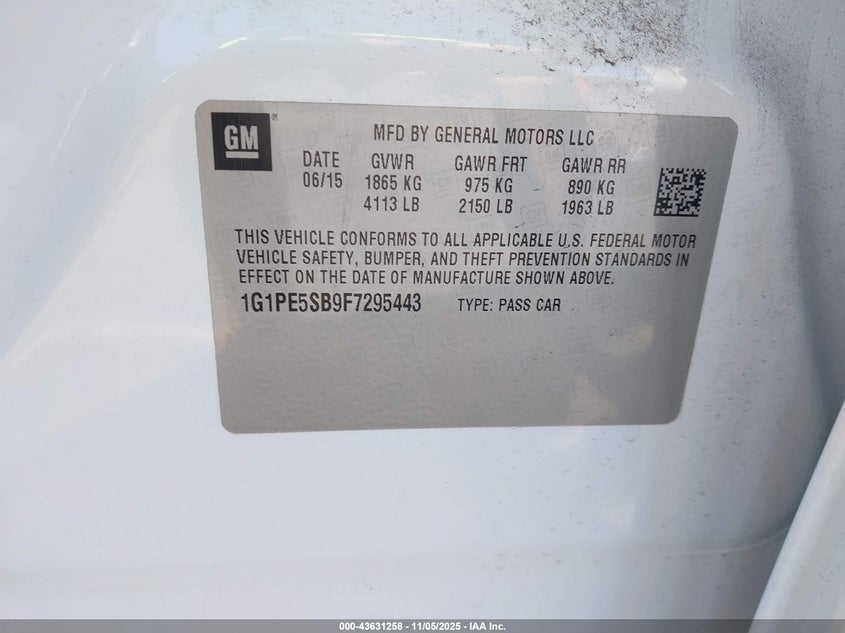 GM
®
MFD BY GENERAL MOTORS LLC
DATE GVWR GAWR FRT GAWR RR
06/15 1865 KG 975 KG 890 KG
4113 LB 2150 LB 1963 LB
THIS VEHICLE CONFORMS TO ALL APPLICABLE U.S. FEDERAL MOTOR
VEHICLE SAFETY, BUMPER, AND THEFT PREVENTION STANDARDS IN
EFFECT ON THE DATE OF MANUFACTURE SHOWN ABOVE.
1G1PE5SB9F7295443 TYPE: PASS CAR
000-43631258 - 11/05/2025 - IAA Inc.